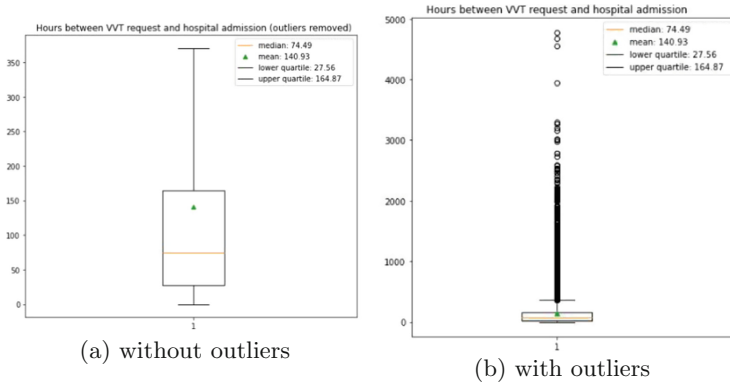 Hours between VVT request and hospital admission (outliers removed)
median: 74.49
mean: 140.93
lower quartile: 27.56
upper quartile: 164.87
350
300
250
200
150
100
50
0
1
(a) without outliers
Hours between VVT request and hospital admission
median: 74.49
mean: 140.93
lower quartile: 27.56
upper quartile: 164.87
5000
4000
3000
2000
1000
0
1
(b) with outliers